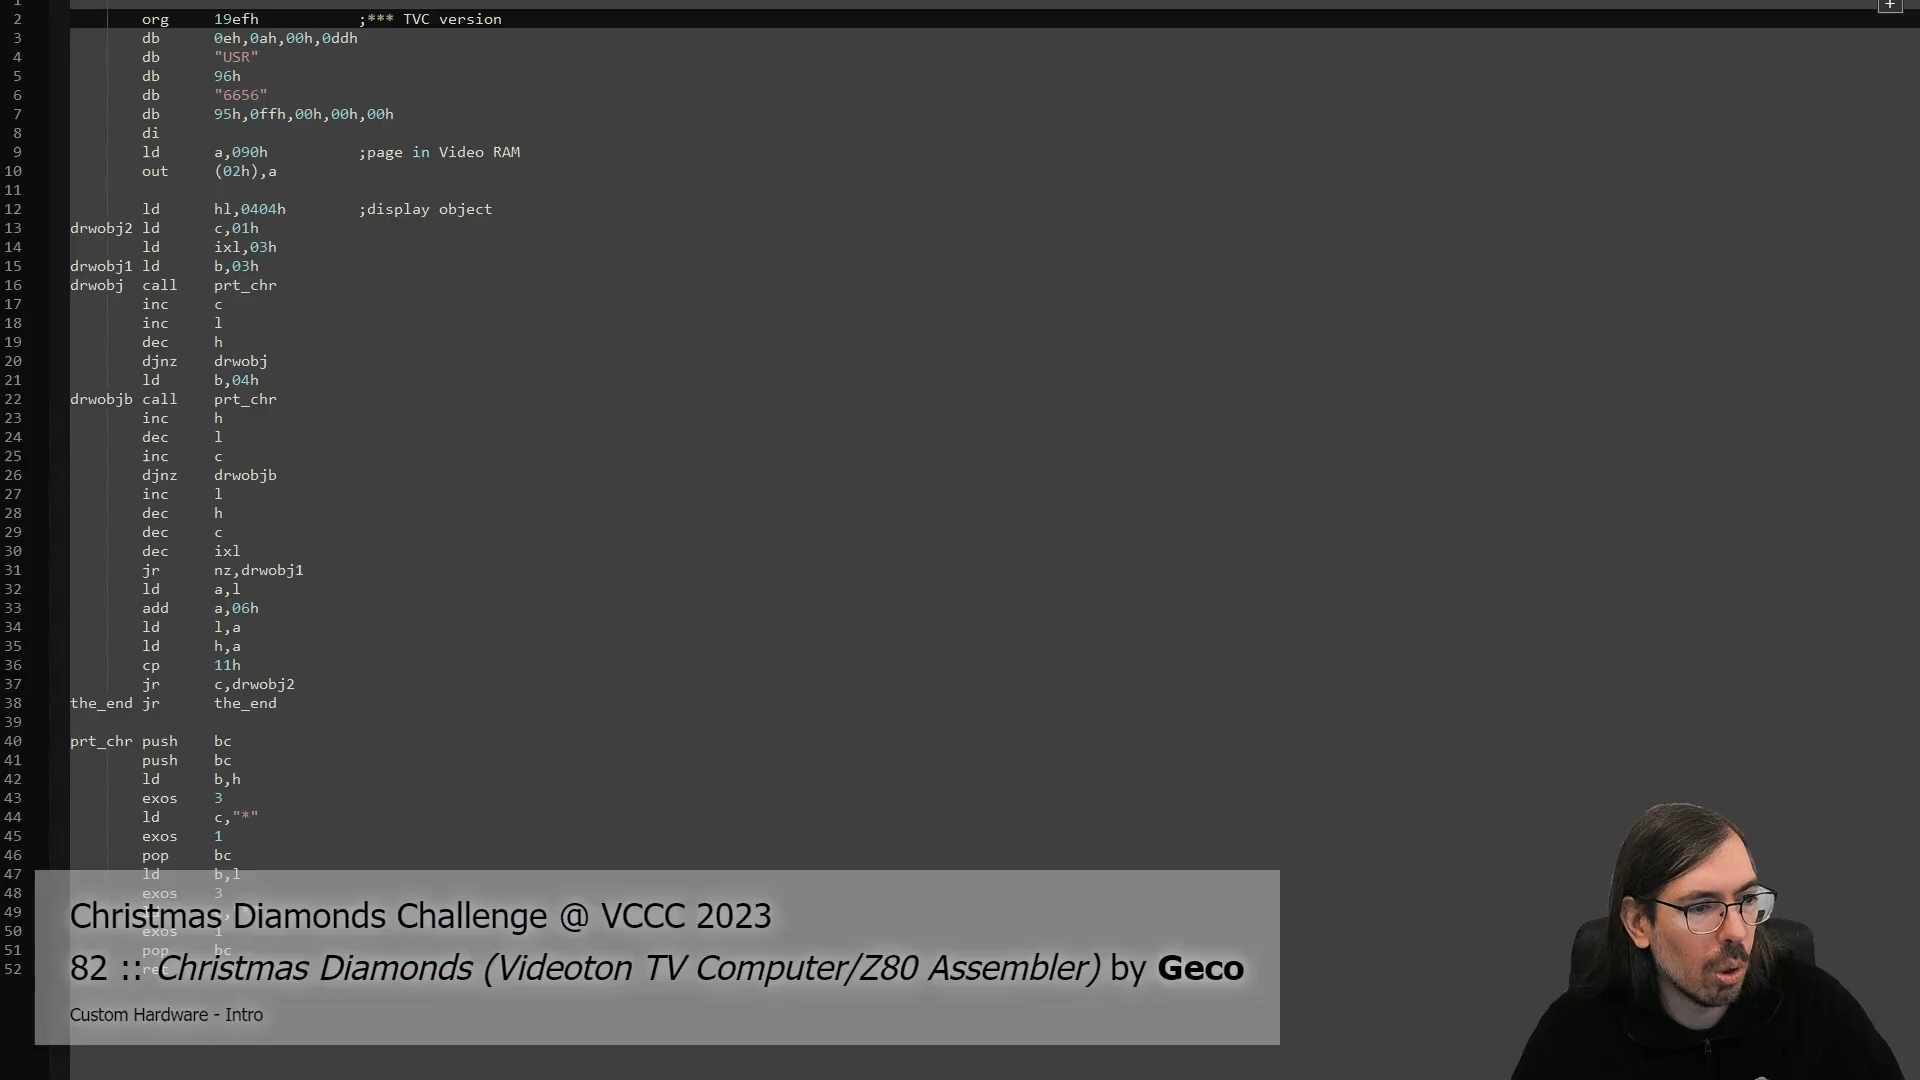 1
+
2 org 19efh ;*** TVC version
3 db 0eh,0ah,00h,0ddh
4 db "USR"
5 db 96h
6 db "6656"
7 db 95h,0ffh,00h,00h,00h
8 di
9 ld a,090h ;page in Video RAM
10 out (02h),a
11
12 ld hl,0404h ;display object
13 drwobj2 ld c,01h
14 ld ixl,03h
15 drwobj1 ld b,03h
16 drwobj call prt_chr
17 inc c
18 inc l
19 dec h
20 djnz drwobj
21 ld b,04h
22 drwobjb call prt_chr
23 inc h
24 dec l
25 inc c
26 djnz drwobjb
27 inc l
28 dec h
29 dec c
30 dec ixl
31 jr nz,drwobj1
32 ld a,l
33 add a,06h
34 ld l,a
35 ld h,a
36 cp 11h
37 jr c,drwobj2
38 the_end jr the_end
39
40 prt_chr push bc
41 push bc
42 ld b,h
43 exos 3
44 ld c,"*"
45 exos 1
46 pop bc
47 ld b,l
48 exos 3
49
50 exos 1
51 pop bc
52 ret
Christmas Diamonds Challenge @ VCCC 2023
82 :: Christmas Diamonds (Videoton TV Computer/Z80 Assembler) by Geco
Custom Hardware - Intro